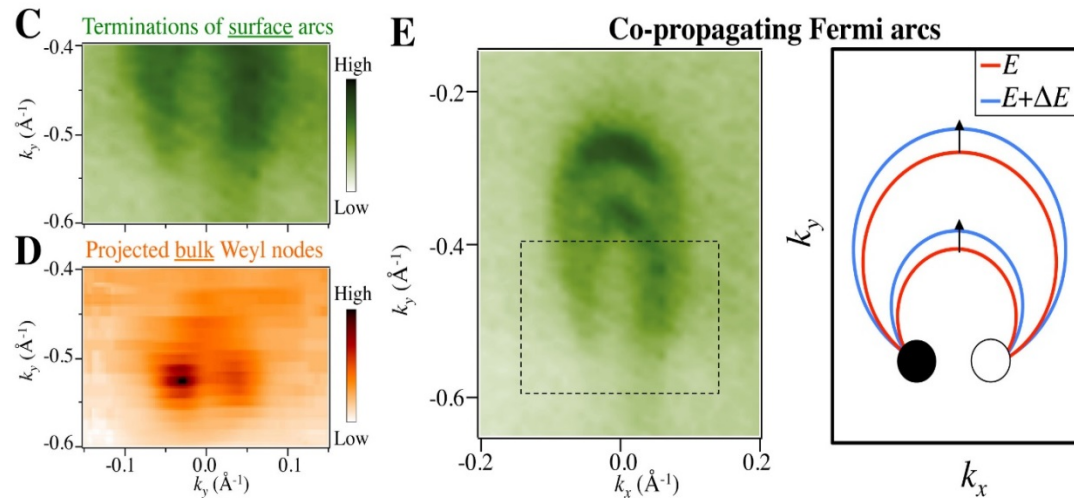 C
Terminations of surface arcs
-0.4
-0.5
-0.6
k_y (Å⁻¹)
High
Low
D
Projected bulk Weyl nodes
-0.4
-0.5
-0.6
k_y (Å⁻¹)
High
Low
-0.1
0.0
0.1
k_y (Å⁻¹)
E
Co-propagating Fermi arcs
-0.2
-0.4
-0.6
k_y (Å⁻¹)
-0.2
0.0
0.2
k_x (Å⁻¹)
E
E+ΔE
k_y
k_x